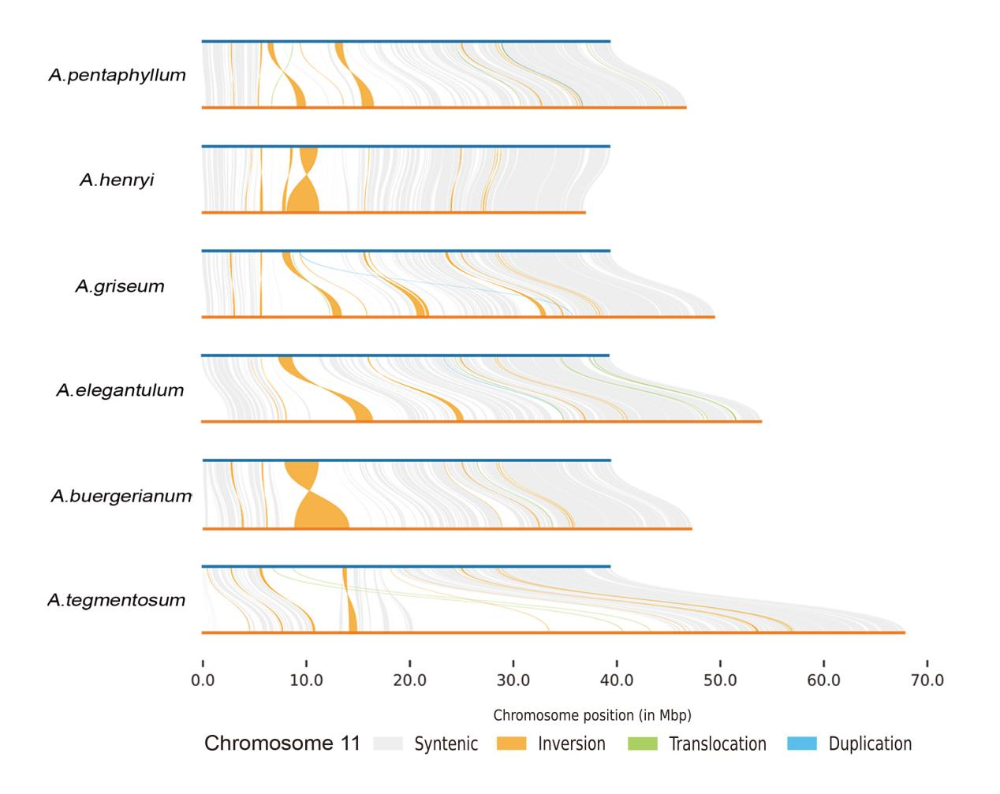 A.pentaphyllum
A.henryi
A.griseum
A.elegantulum
A.buergerianum
A.tegmentosum
0.0 10.0 20.0 30.0 40.0 50.0 60.0 70.0
Chromosome position (in Mbp)
Chromosome 11 Syntenic Inversion Translocation Duplication